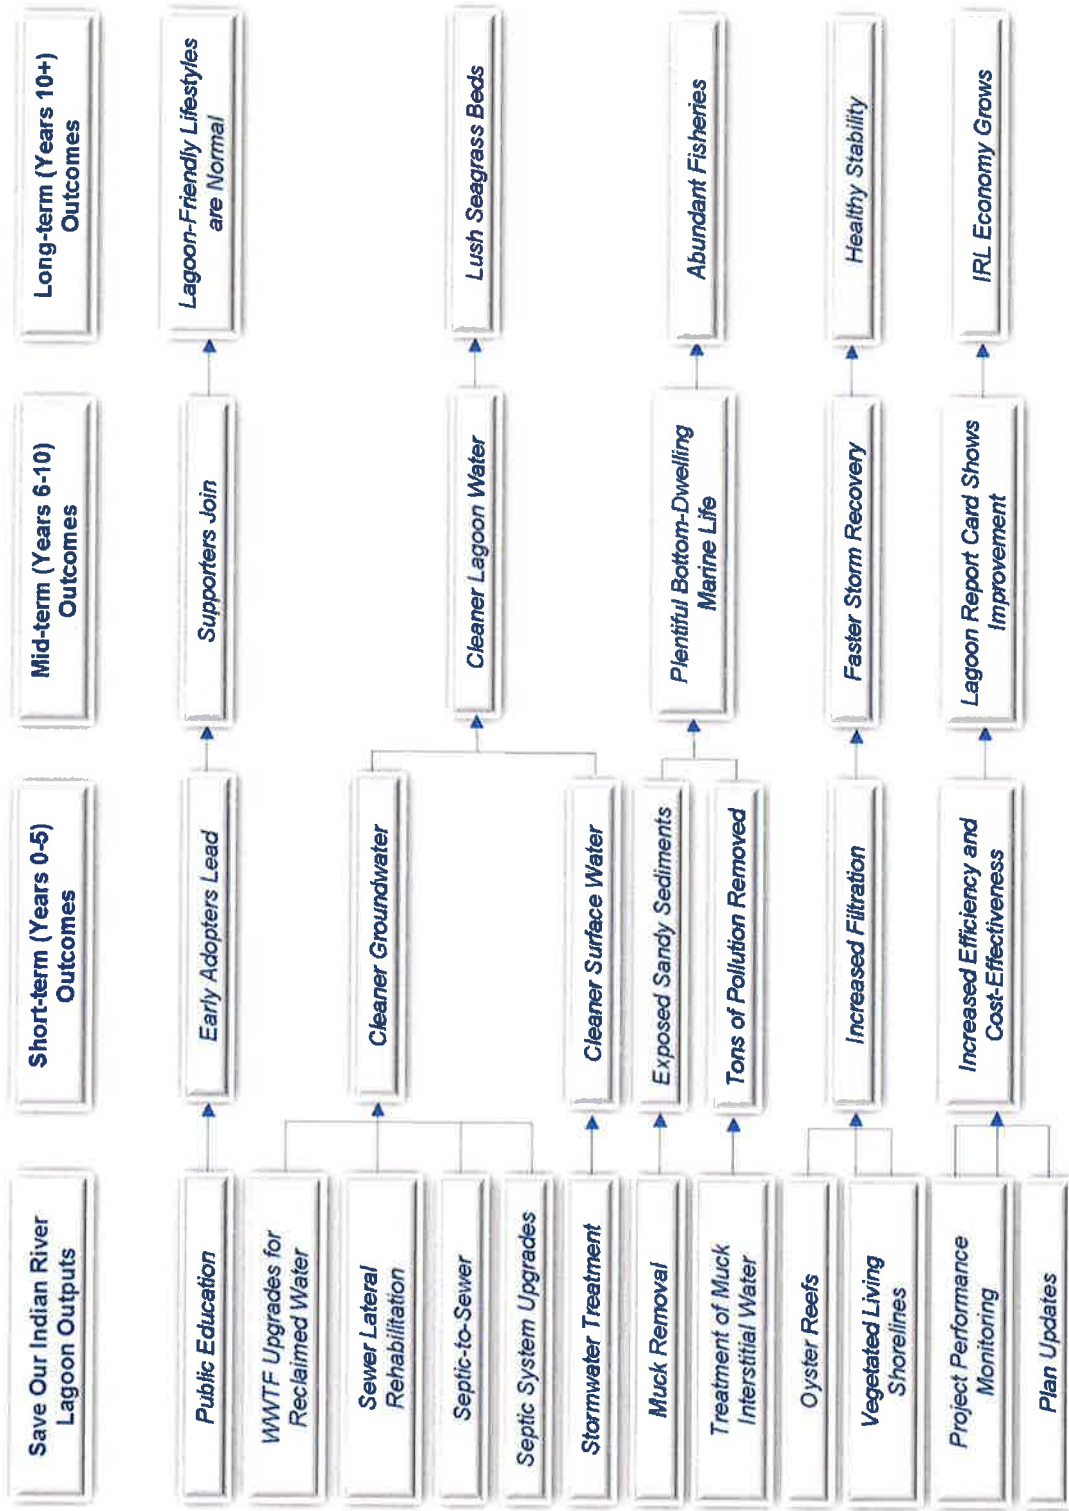 Save Our Indian River
Lagoon Outputs
Short-term (Years 0-5)
Outcomes
Mid-term (Years 6-10)
Outcomes
Long-term (Years 10+)
Outcomes
Public Education
Early Adopters Lead
Supporters Join
Lagoon-Friendly Lifestyles
are Normal
WWTF Upgrades for
Reclaimed Water
Sewer Lateral
Rehabilitation
Septic-to-Sewer
Septic System Upgrades
Cleaner Groundwater
Cleaner Lagoon Water
Lush Seagrass Beds
Stormwater Treatment
Cleaner Surface Water
Muck Removal
Exposed Sandy Sediments
Plentiful Bottom-Dwelling
Marine Life
Abundant Fisheries
Treatment of Muck
Interstitial Water
Tons of Pollution Removed
Oyster Reefs
Vegetated Living
Shorelines
Increased Filtration
Faster Storm Recovery
Healthy Stability
Project Performance
Monitoring
Plan Updates
Increased Efficiency and
Cost-Effectiveness
Lagoon Report Card Shows
Improvement
IRL Economy Grows